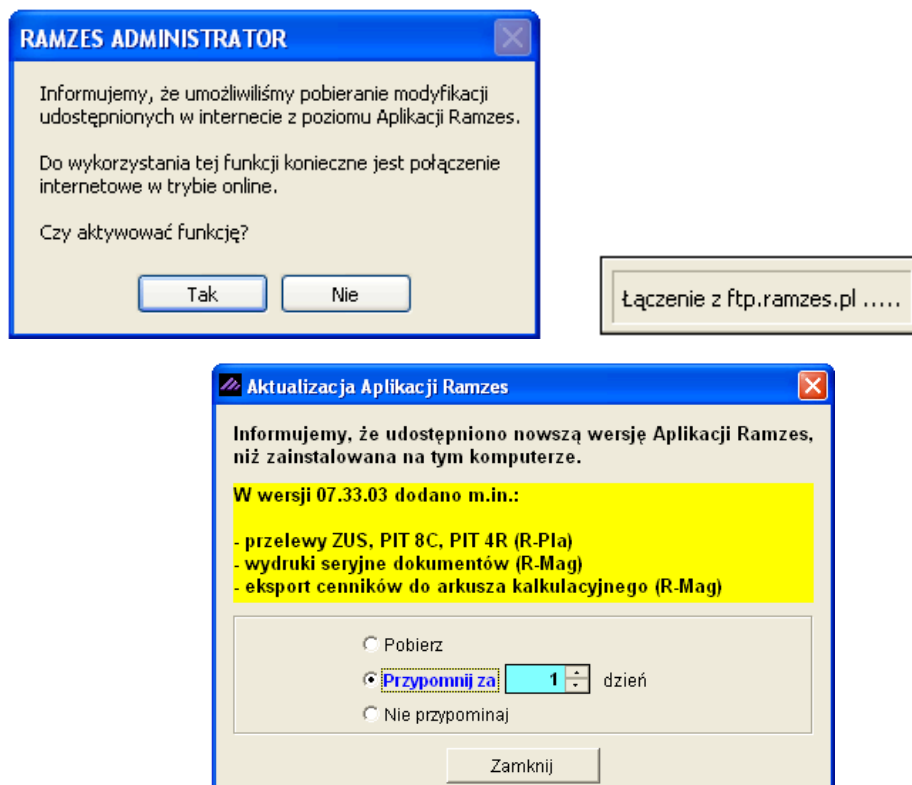 RAMZES ADMINISTRATOR
Informujemy, że umożliwiliśmy pobieranie modyfikacji
udostępnionych w internecie z poziomu Aplikacji Ramzes.
Do wykorzystania tej funkcji konieczne jest połączenie
internetowe w trybie online.
Czy aktywować funkcję?
Tak
Nie
Łączenie z ftp.ramzes.pl .....
Aktualizacja Aplikacji Ramzes
Informujemy, że udostępniono nowszą wersję Aplikacji Ramzes,
niż zainstalowana na tym komputerze.
W wersji 07.33.03 dodano m.in.:
- przelewy ZUS, PIT 8C, PIT 4R (R-Pla)
- wydruki seryjne dokumentów (R-Mag)
- eksport cenników do arkusza kalkulacyjnego (R-Mag)
Pobierz
Przypomnij za 1 dzień
Nie przypominaj
Zamknij